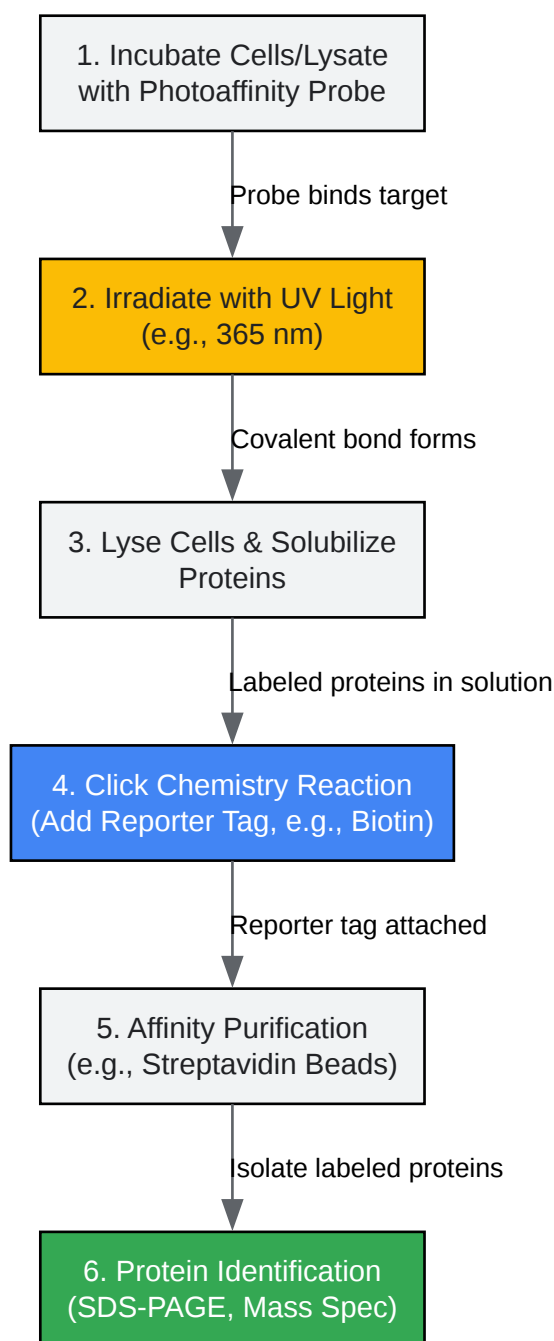 1. Incubate Cells/Lysate
with Photoaffinity Probe
Probe binds target
2. Irradiate with UV Light
(e.g., 365 nm)
Covalent bond forms
3. Lyse Cells & Solubilize
Proteins
Labeled proteins in solution
4. Click Chemistry Reaction
(Add Reporter Tag, e.g., Biotin)
Reporter tag attached
5. Affinity Purification
(e.g., Streptavidin Beads)
Isolate labeled proteins
6. Protein Identification
(SDS-PAGE, Mass Spec)